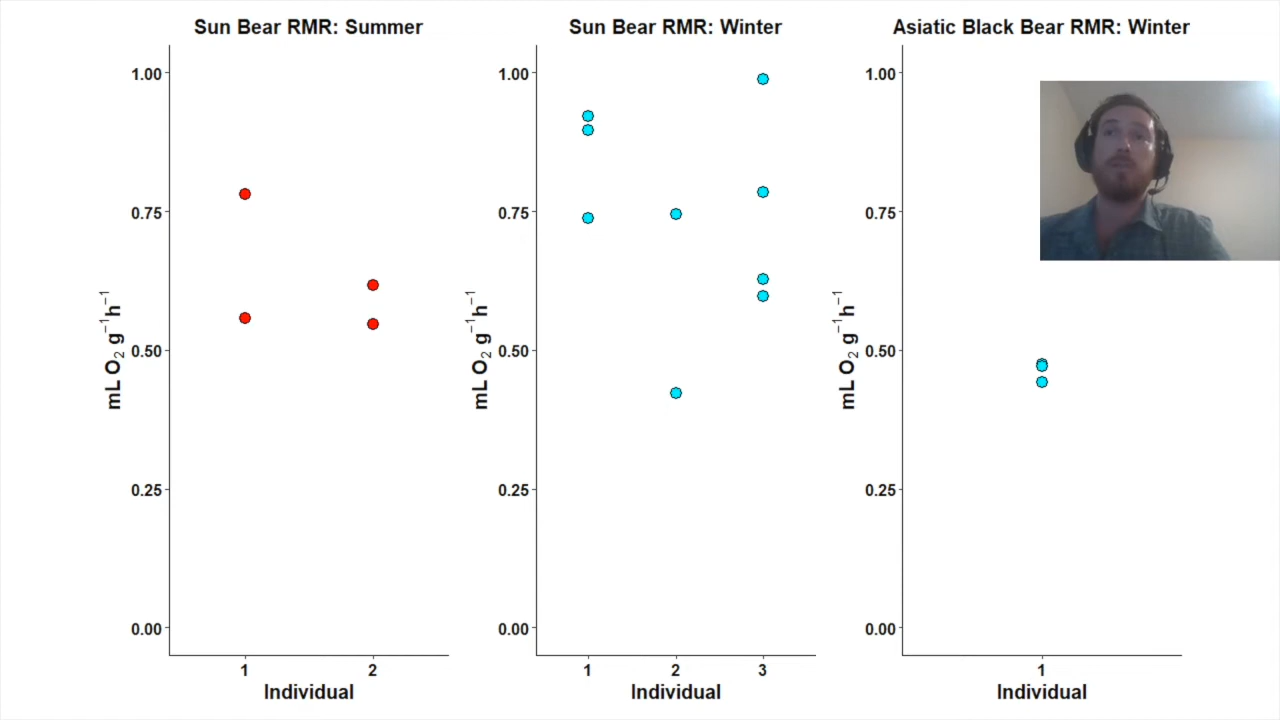 Sun Bear RMR: Summer
1.00
0.75
0.50
0.25
0.00
mL O₂ g⁻¹h⁻¹
1 2
Individual
Sun Bear RMR: Winter
1.00
0.75
0.50
0.25
0.00
mL O₂ g⁻¹h⁻¹
1 2 3
Individual
Asiatic Black Bear RMR: Winter
1.00
0.75
0.50
0.25
0.00
mL O₂ g⁻¹h⁻¹
1
Individual